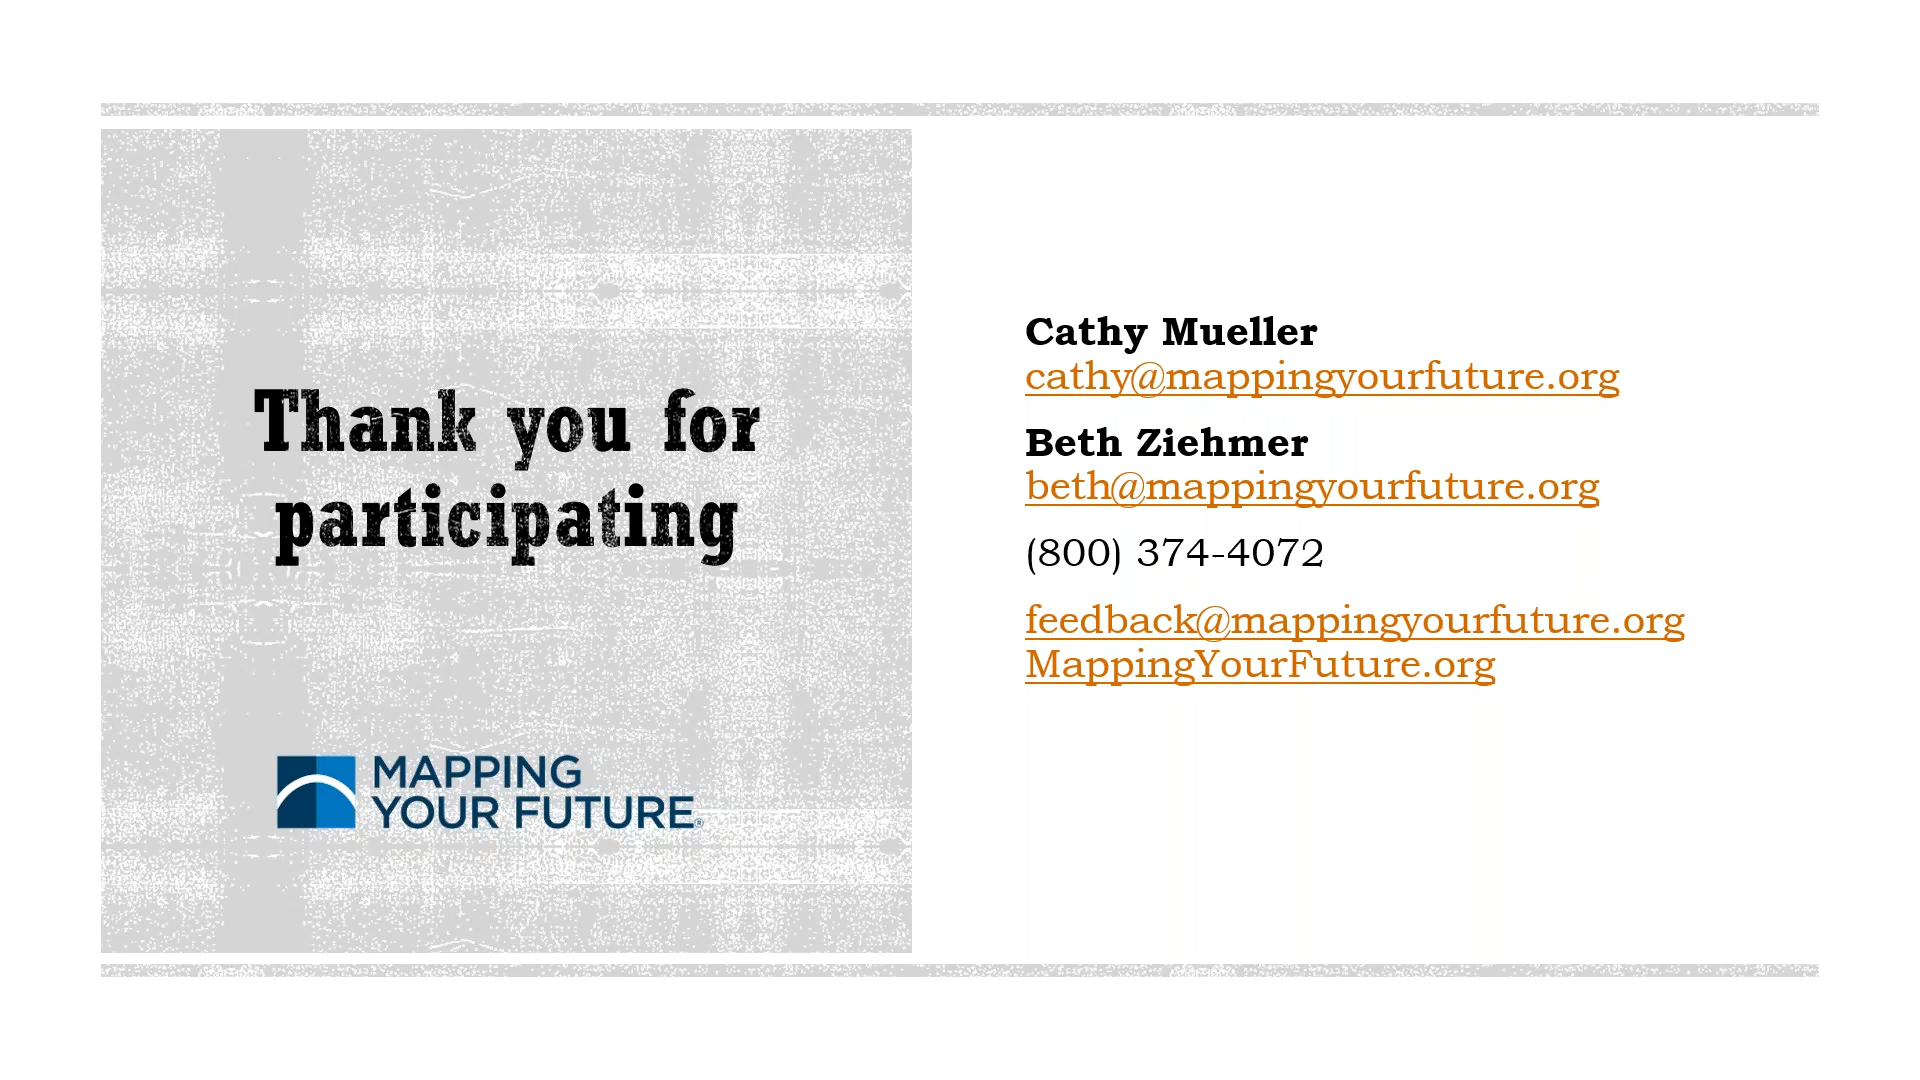 Thank you for
participating
MAPPING
YOUR FUTURE®
Cathy Mueller
cathy@mappingyourfuture.org
Beth Ziehmer
beth@mappingyourfuture.org
(800) 374-4072
feedback@mappingyourfuture.org
MappingYourFuture.org